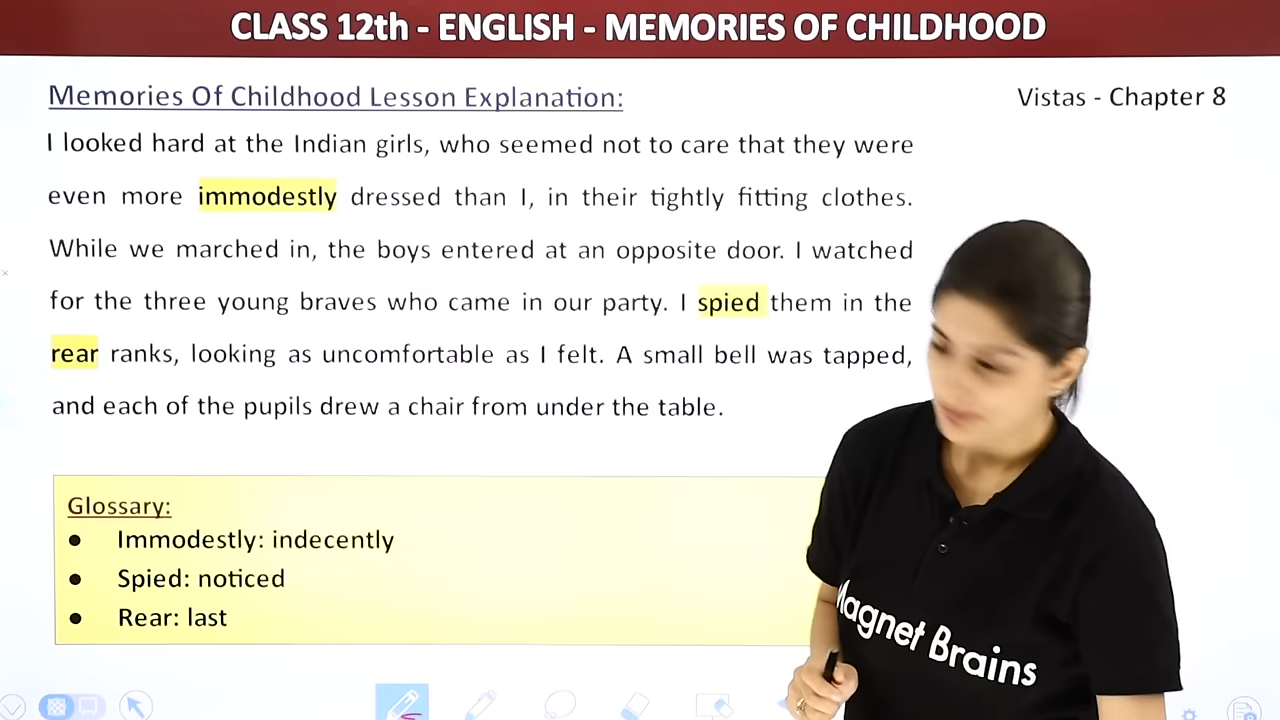 CLASS 12th - ENGLISH - MEMORIES OF CHILDHOOD
Memories Of Childhood Lesson Explanation:
Vistas - Chapter 8
I looked hard at the Indian girls, who seemed not to care that they were
even more immodestly dressed than I, in their tightly fitting clothes.
While we marched in, the boys entered at an opposite door. I watched
for the three young braves who came in our party. I spied them in the
rear ranks, looking as uncomfortable as I felt. A small bell was tapped,
and each of the pupils drew a chair from under the table.
Glossary:
● Immodestly: indecently
● Spied: noticed
● Rear: last
Magnet Brains